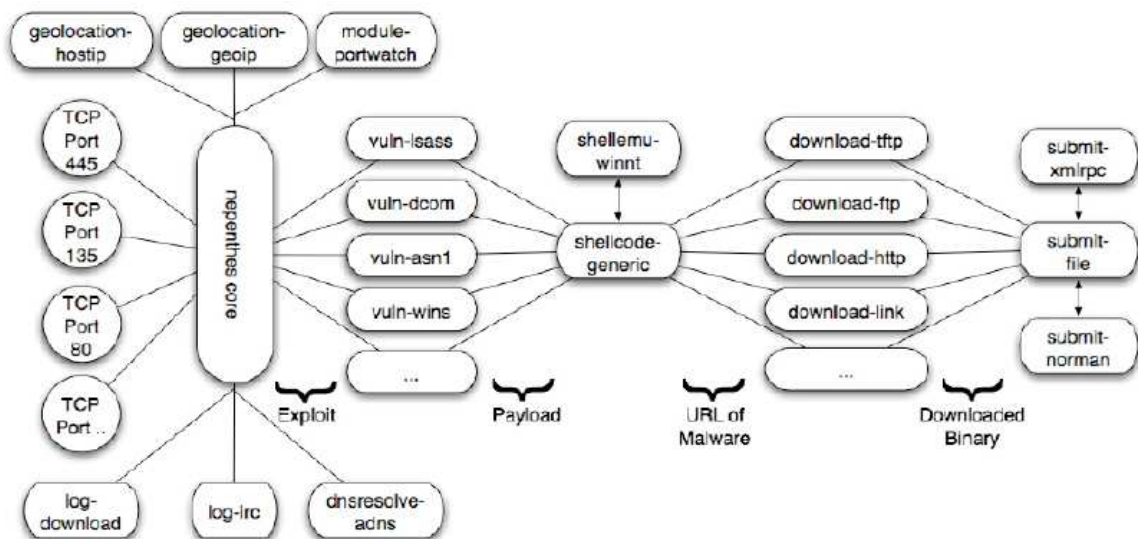 geolocation-
hostip
geolocation-
geoip
module-
portwatch
TCP
Port
445
TCP
Port
135
TCP
Port
80
TCP
Port ..
nepenthes core
vuln-lsass
vuln-dcom
vuln-asn1
vuln-wins
...
shellemu-
winnt
shellcode-
generic
download-tftp
download-ftp
download-http
download-link
...
submit-
xmlrpc
submit-
file
submit-
norman
Exploit
Payload
URL of
Malware
Downloaded
Binary
log-
download
log-irc
dnsresolve-
adns